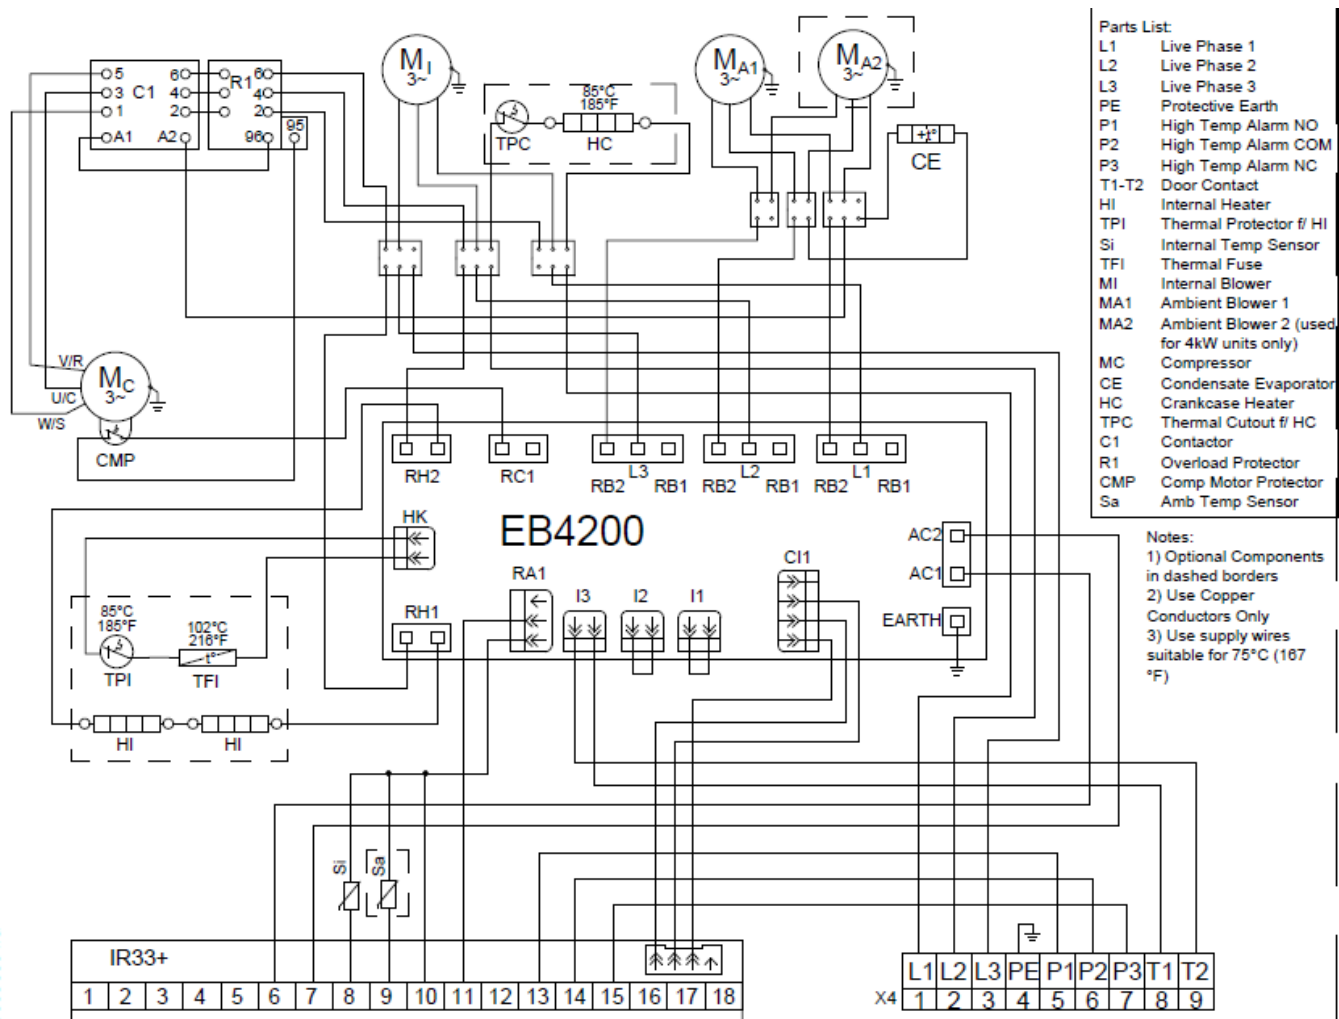 5
3
1
A1
C1
6
4
2
A2
R1
6
4
2
96
95
MI
3~
85°C
185°F
TPC
HC
MA1
3~
MA2
3~
+t°
CE
V/R
U/C
W/S
MC
3~
CMP
RH2
RC1
RB2
L3
RB1
RB2
L2
RB1
RB2
L1
RB1
HK
EB4200
AC2
AC1
EARTH
RA1
I3
I2
I1
CI1
RH1
85°C
185°F
TPI
102°C
216°F
t°
TFI
HI
HI
Si
Sa
IR33+
1 2 3 4 5 6 7 8 9 10 11 12 13 14 15 16 17 18
L1 L2 L3 PE P1 P2 P3 T1 T2
X4 1 2 3 4 5 6 7 8 9
Parts List:
L1 Live Phase 1
L2 Live Phase 2
L3 Live Phase 3
PE Protective Earth
P1 High Temp Alarm NO
P2 High Temp Alarm COM
P3 High Temp Alarm NC
T1-T2 Door Contact
HI Internal Heater
TPI Thermal Protector f/ HI
Si Internal Temp Sensor
TFI Thermal Fuse
MI Internal Blower
MA1 Ambient Blower 1
MA2 Ambient Blower 2 (used
for 4kW units only)
MC Compressor
CE Condensate Evaporator
HC Crankcase Heater
TPC Thermal Cutout f/ HC
C1 Contactor
R1 Overload Protector
CMP Comp Motor Protector
Sa Amb Temp Sensor
Notes:
1) Optional Components
in dashed borders
2) Use Copper
Conductors Only
3) Use supply wires
suitable for 75°C (167
°F)